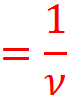 = 1/ν